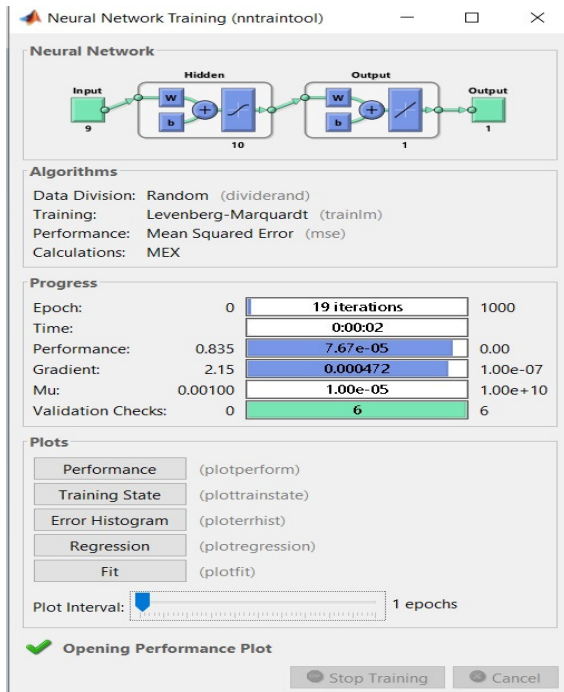 Neural Network Training (nntraintool)
Neural Network
Hidden Output
Input W W Output
b b
9 10 1 1
Algorithms
Data Division: Random (dividerand)
Training: Levenberg-Marquardt (trainlm)
Performance: Mean Squared Error (mse)
Calculations: MEX
Progress
Epoch: 0 19 iterations 1000
Time: 0:00:02
Performance: 0.835 7.67e-05 0.00
Gradient: 2.15 0.000472 1.00e-07
Mu: 0.00100 1.00e-05 1.00e+10
Validation Checks: 0 6 6
Plots
Performance (plotperform)
Training State (plottrainstate)
Error Histogram (ploterrhist)
Regression (plotregression)
Fit (plotfit)
Plot Interval: 1 epochs
Opening Performance Plot
Stop Training Cancel